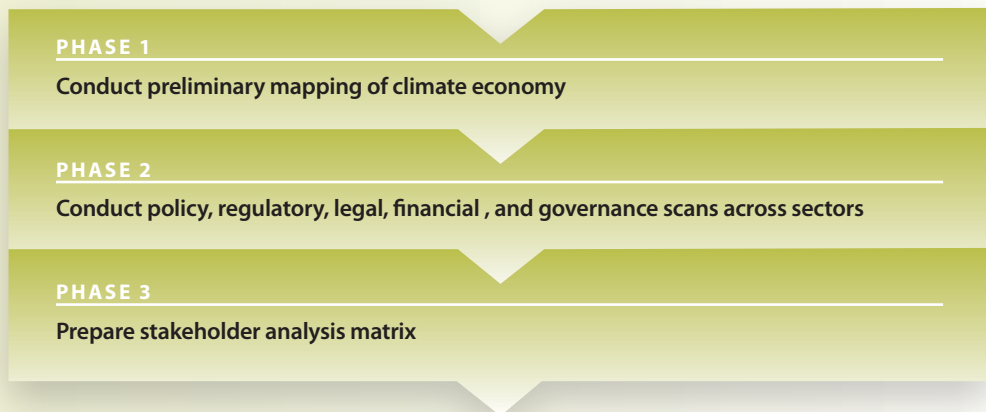 PHASE 1
Conduct preliminary mapping of climate economy
PHASE 2
Conduct policy, regulatory, legal, financial , and governance scans across sectors
PHASE 3
Prepare stakeholder analysis matrix